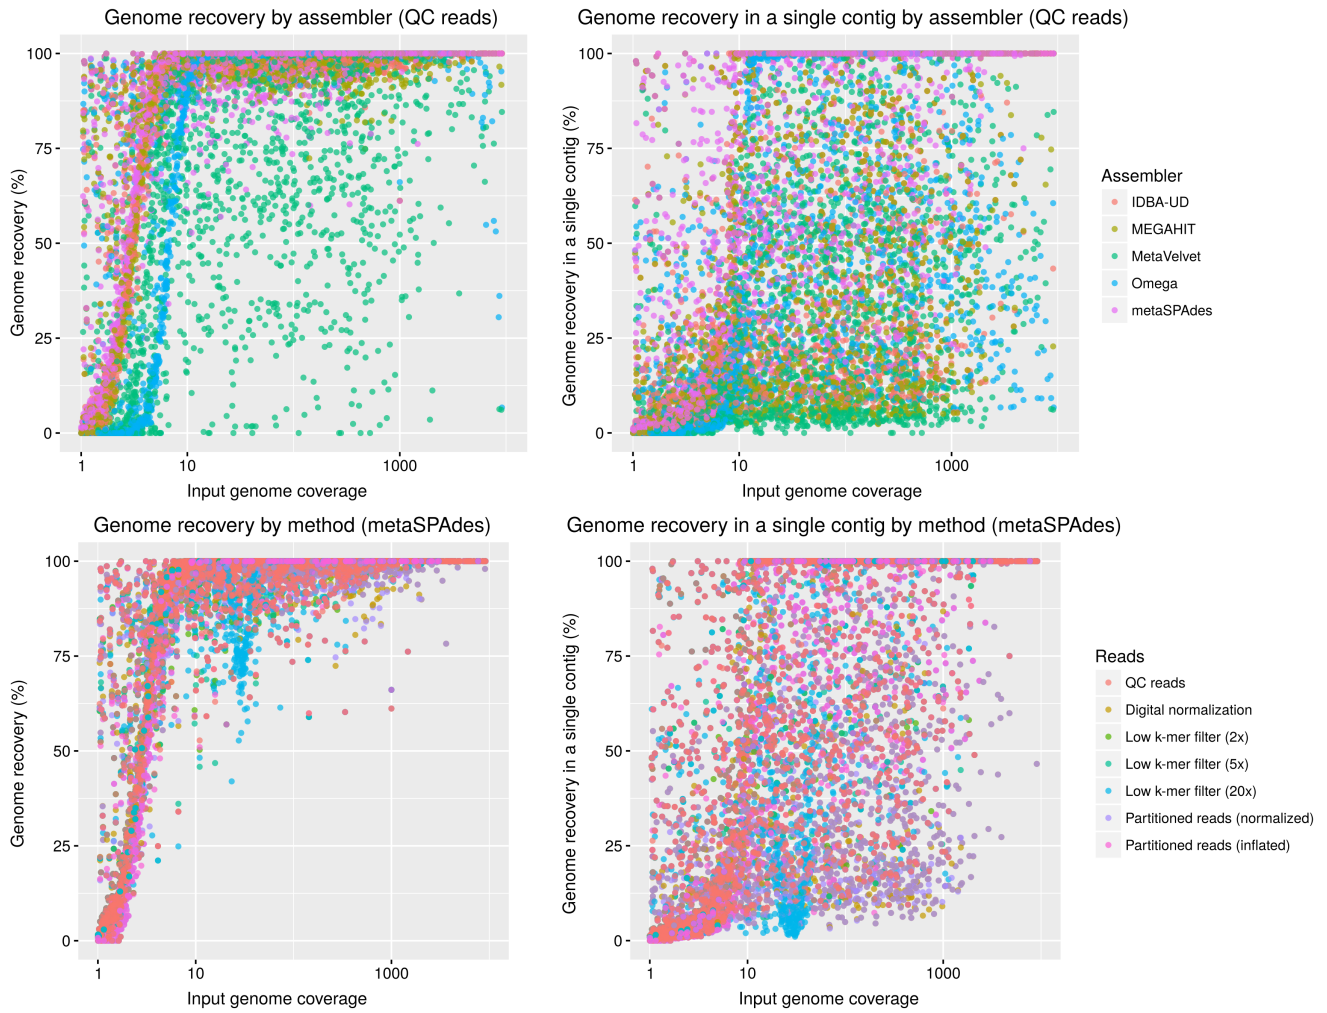 Genome recovery by assembler (QC reads)
Genome recovery (%)
100
75
50
25
0
1
10
1000
Input genome coverage
Genome recovery in a single contig by assembler (QC reads)
Genome recovery in a single contig (%)
100
75
50
25
0
1
10
1000
Input genome coverage
Assembler
IDBA-UD
MEGAHIT
MetaVelvet
Omega
metaSPAdes
Genome recovery by method (metaSPAdes)
Genome recovery (%)
100
75
50
25
0
1
10
1000
Input genome coverage
Genome recovery in a single contig by method (metaSPAdes)
Genome recovery in a single contig (%)
100
75
50
25
0
1
10
1000
Input genome coverage
Reads
QC reads
Digital normalization
Low k-mer filter (2x)
Low k-mer filter (5x)
Low k-mer filter (20x)
Partitioned reads (normalized)
Partitioned reads (inflated)